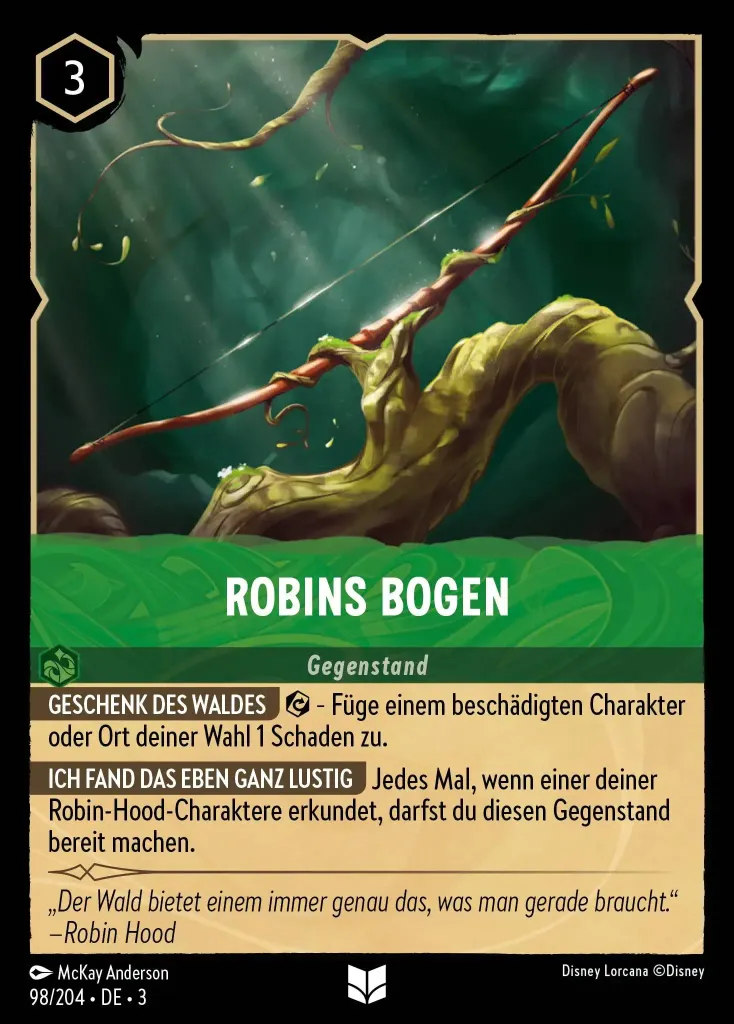 3
ROBINS BOGEN
Gegenstand
GESCHENK DES WALDES - Füge einem beschädigten Charakter
oder Ort deiner Wahl 1 Schaden zu.
ICH FAND DAS EBEN GANZ LUSTIG Jedes Mal, wenn einer deiner
Robin-Hood-Charaktere erkundet, darfst du diesen Gegenstand
bereit machen.
„Der Wald bietet einem immer genau das, was man gerade braucht.“
–Robin Hood
McKay Anderson
Disney Lorcana ©Disney
98/204 • DE • 3